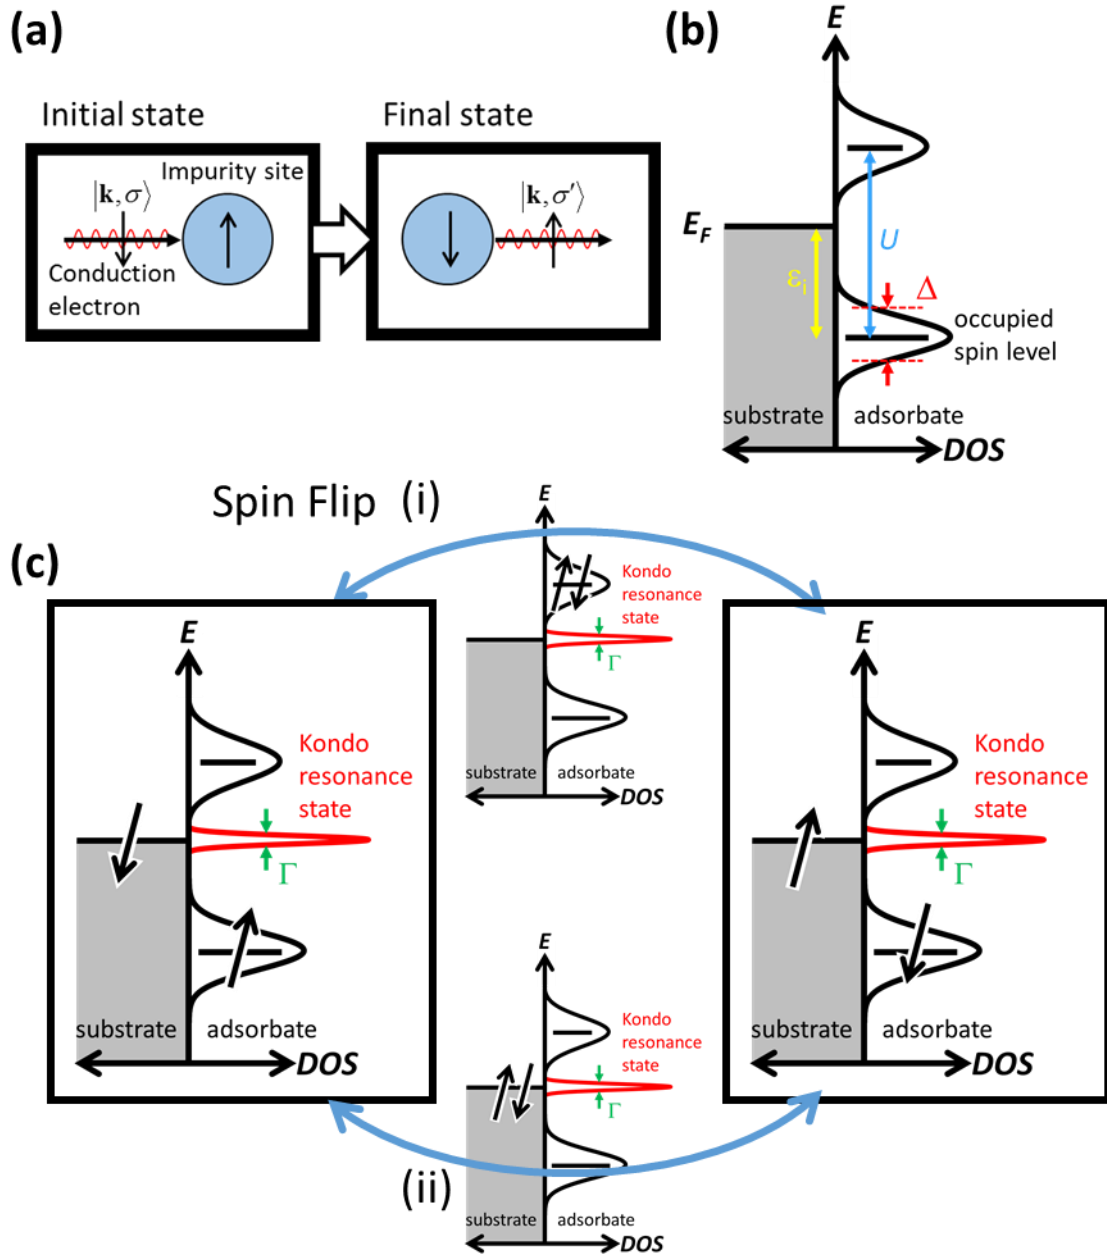 (a)
Initial state
Final state
|k,σ⟩
Impurity site
Conduction
electron
|k,σ′⟩
(b)
E
E_F
U
ε_i
Δ
occupied
spin level
substrate
adsorbate
DOS
Spin Flip (i)
(c)
E
Kondo
resonance
state
Γ
substrate
adsorbate
DOS
E
Kondo
resonance
state
Γ
substrate
adsorbate
DOS
E
Kondo
resonance
state
Γ
substrate
adsorbate
DOS
(ii)
E
Kondo
resonance
state
Γ
substrate
adsorbate
DOS